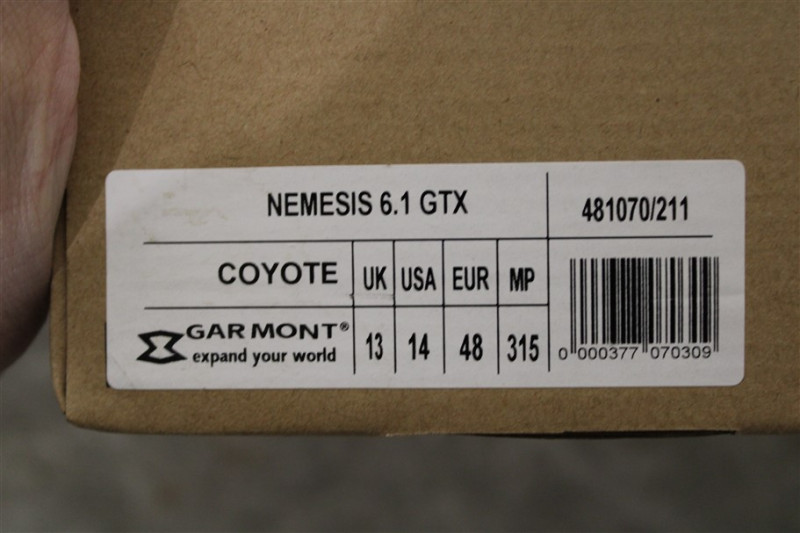 NEMESIS 6.1 GTX
481070/211
COYOTE UK USA EUR MP
GARMONT®
expand your world
13 14 48 315
0 000377 070309